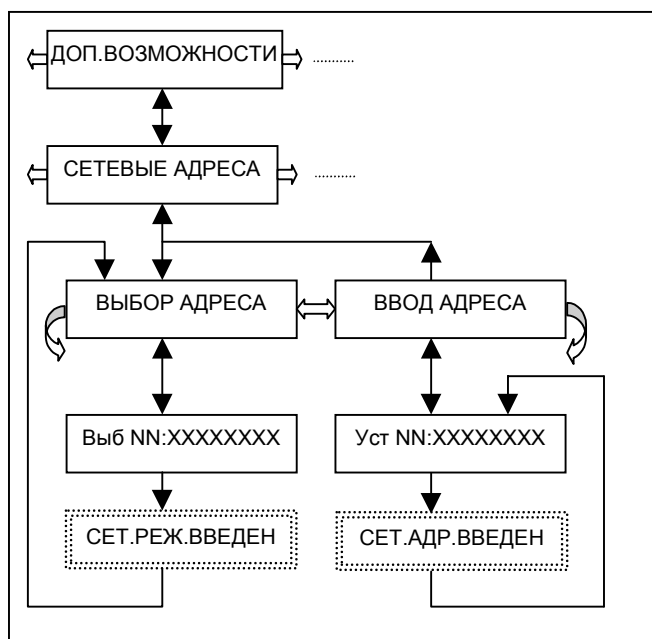 ДОП.ВОЗМОЖНОСТИ ...........
СЕТЕВЫЕ АДРЕСА ...........
ВЫБОР АДРЕСА ВВОД АДРЕСА
Выб NN:XXXXXXXX Уст NN:XXXXXXXX
СЕТ.РЕЖ.ВВЕДЕН СЕТ.АДР.ВВЕДЕН